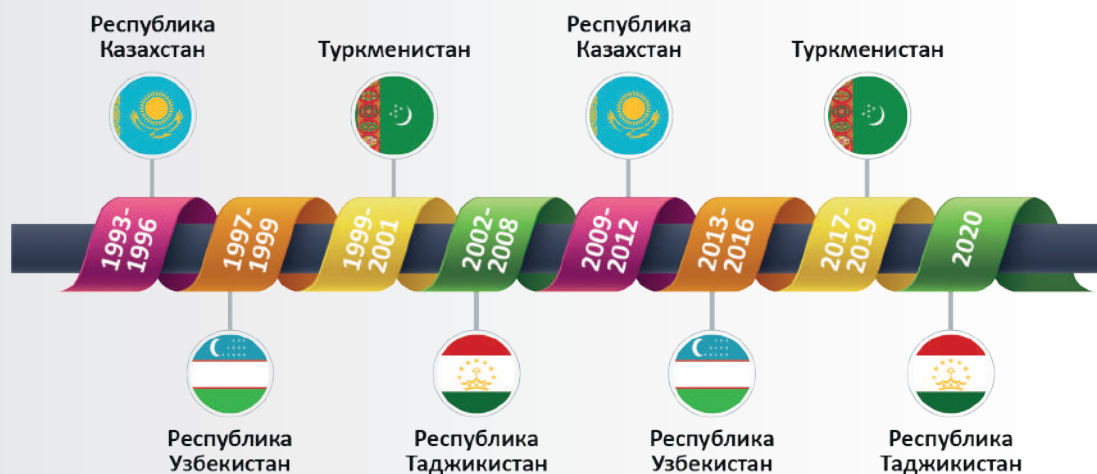 Республика
Казахстан
Туркменистан
Республика
Казахстан
Туркменистан
1993-
1996
1997-
1999
1999-
2001
2002-
2008
2009-
2012
2013-
2016
2017-
2019
2020
Республика
Узбекистан
Республика
Таджикистан
Республика
Узбекистан
Республика
Таджикистан